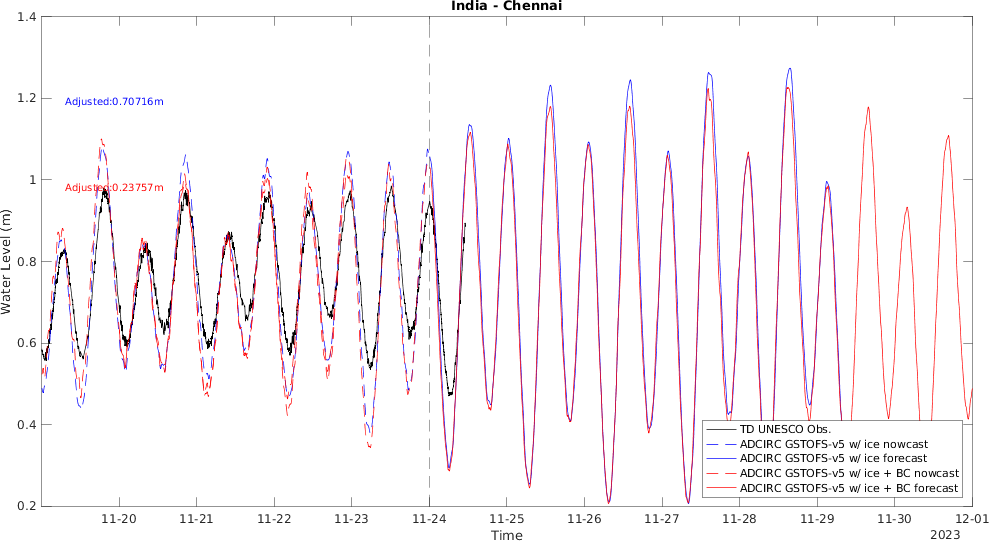 India - Chennai
Water Level (m)
1.4
1.2
1
0.8
0.6
0.4
0.2
Adjusted:0.70716m
Adjusted:0.23757m
TD UNESCO Obs.
ADCIRC GSTOFS-v5 w/ ice nowcast
ADCIRC GSTOFS-v5 w/ ice forecast
ADCIRC GSTOFS-v5 w/ ice + BC nowcast
ADCIRC GSTOFS-v5 w/ ice + BC forecast
11-20 11-21 11-22 11-23 11-24 11-25 11-26 11-27 11-28 11-29 11-30 12-01
Time
2023